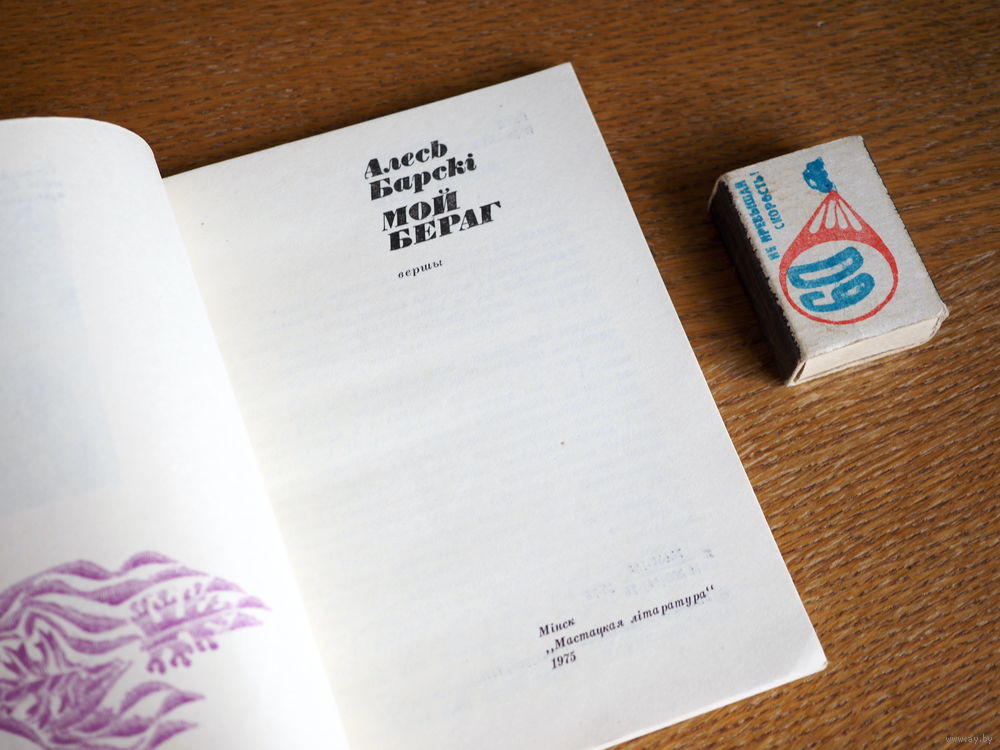 Алесь
Барскі
МОЙ
БЕРАГ
вершы
Мінск
,,Мастацкая літаратура“
1975
НЕ ПРЕВЫШАЙ
СКОРОСТЬ!
60
www.ay.by